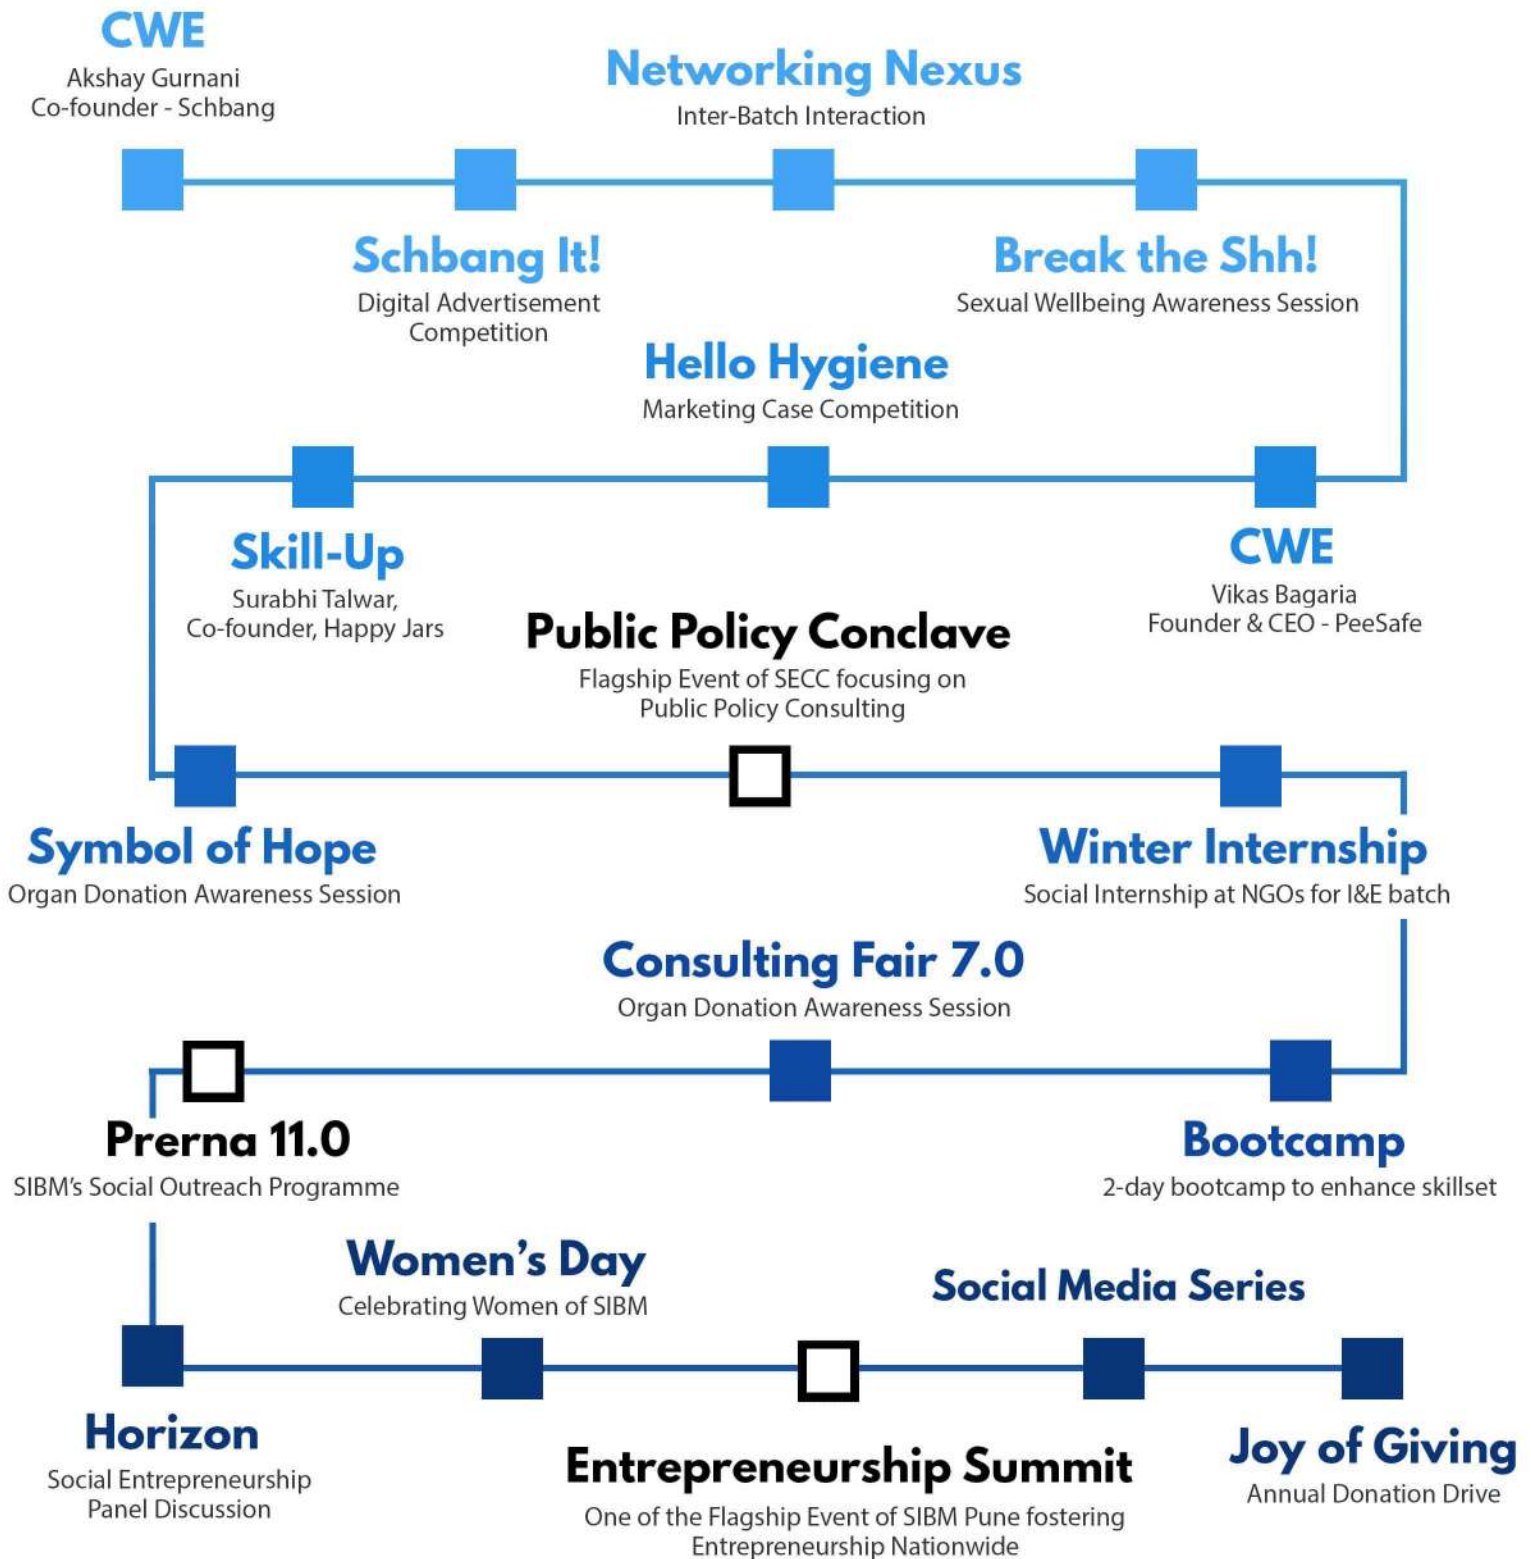 CWE
Akshay Gurnani
Co-founder - Schbang
Networking Nexus
Inter-Batch Interaction
Schbang It!
Digital Advertisement
Competition
Break the Shh!
Sexual Wellbeing Awareness Session
Hello Hygiene
Marketing Case Competition
Skill-Up
Surabhi Talwar,
Co-founder, Happy Jars
CWE
Vikas Bagaria
Founder & CEO - PeeSafe
Public Policy Conclave
Flagship Event of SECC focusing on
Public Policy Consulting
Symbol of Hope
Organ Donation Awareness Session
Winter Internship
Social Internship at NGOs for I&E batch
Consulting Fair 7.0
Organ Donation Awareness Session
Prerna 11.0
SIBM’s Social Outreach Programme
Bootcamp
2-day bootcamp to enhance skillset
Women’s Day
Celebrating Women of SIBM
Social Media Series
Horizon
Social Entrepreneurship
Panel Discussion
Entrepreneurship Summit
One of the Flagship Event of SIBM Pune fostering
Entrepreneurship Nationwide
Joy of Giving
Annual Donation Drive